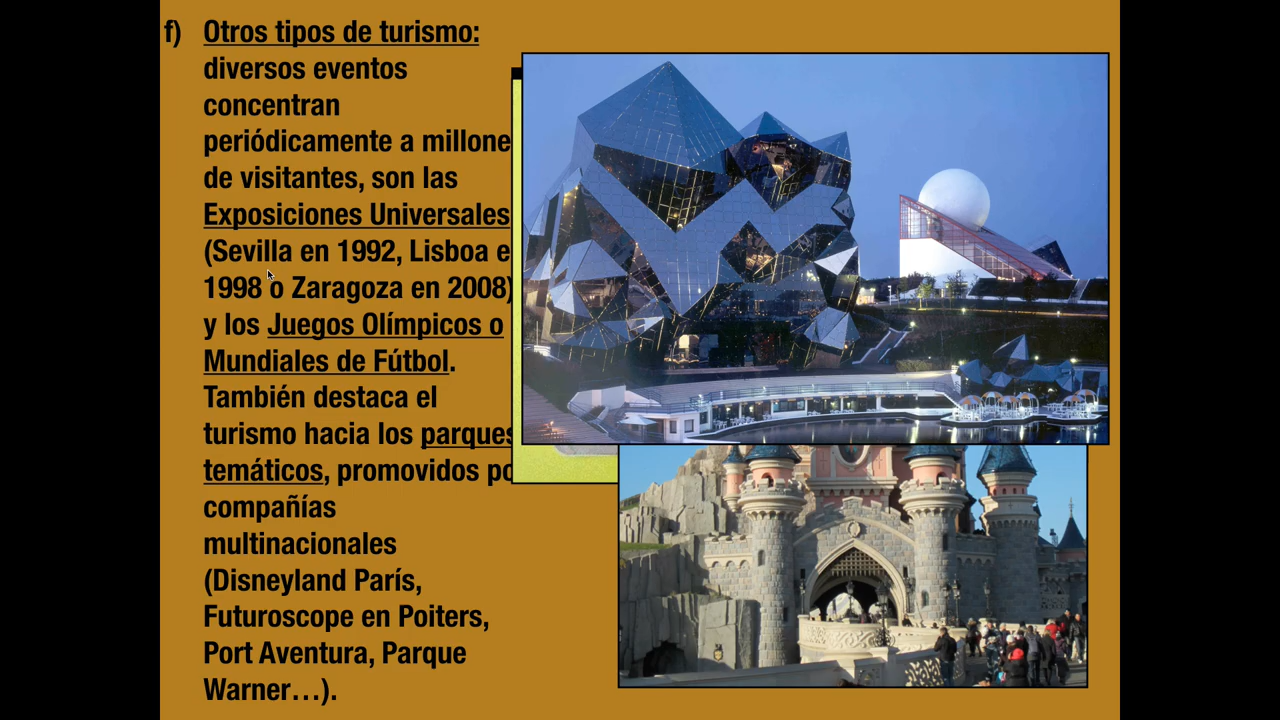 f) Otros tipos de turismo:
diversos eventos
concentran
periódicamente a millone
de visitantes, son las
Exposiciones Universales
(Sevilla en 1992, Lisboa e
1998 o Zaragoza en 2008)
y los Juegos Olímpicos o
Mundiales de Fútbol.
También destaca el
turismo hacia los parques
temáticos, promovidos po
compañías
multinacionales
(Disneyland París,
Futuroscope en Poiters,
Port Aventura, Parque
Warner…).